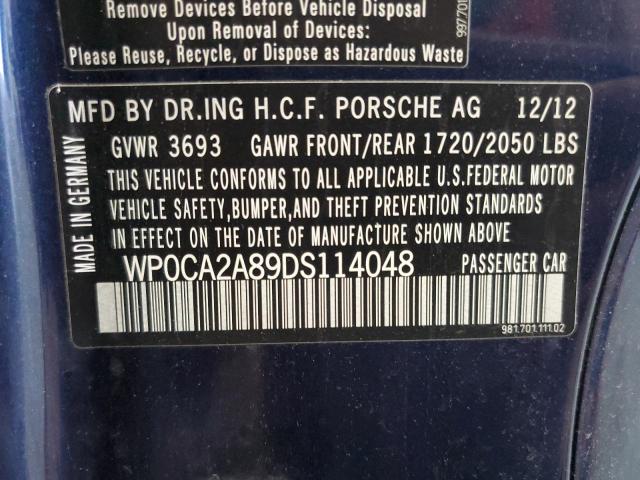 Remove Devices Before Vehicle Disposal
Upon Removal of Devices:
Please Reuse, Recycle, or Dispose as Hazardous Waste
997.701
MFD BY DR.ING H.C.F. PORSCHE AG 12/12
GVWR 3693 GAWR FRONT/REAR 1720/2050 LBS
THIS VEHICLE CONFORMS TO ALL APPLICABLE U.S.FEDERAL MOTOR
VEHICLE SAFETY,BUMPER,AND THEFT PREVENTION STANDARDS
IN EFFECT ON THE DATE OF MANUFACTURE SHOWN ABOVE.
WP0CA2A89DS114048 PASSENGER CAR
981.701.111.02
MADE IN GERMANY